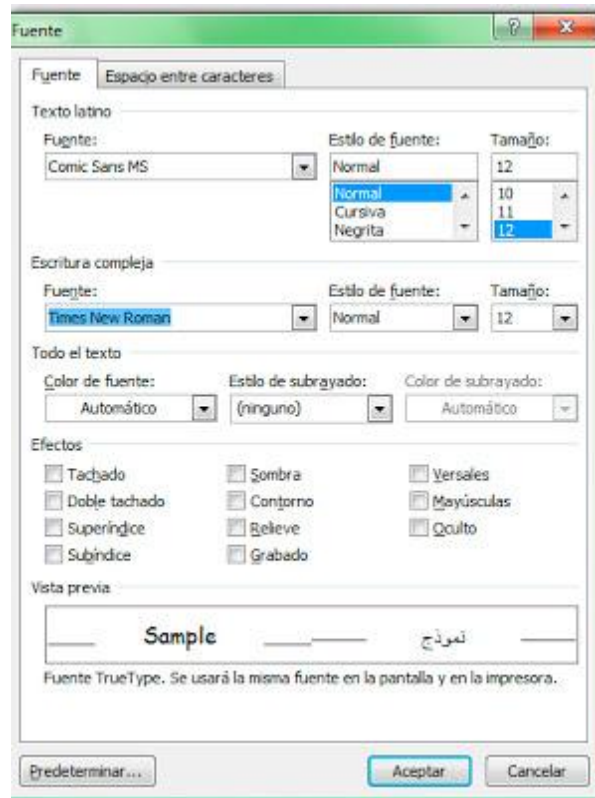 Fuente
Fuente Espacio entre caracteres
Texto latino
Fuente: Estilo de fuente: Tamaño:
Comic Sans MS Normal 12
Normal 10
Cursiva 11
Negrita 12
Escritura compleja
Fuente: Estilo de fuente: Tamaño:
Times New Roman Normal 12
Todo el texto
Color de fuente: Estilo de subrayado: Color de subrayado:
Automático (ninguno) Automático
Efectos
Tachado Sombra Versales
Doble tachado Contorno Mayúsculas
Superíndice Relieve Oculto
Subíndice Grabado
Vista previa
Sample نموذج
Fuente TrueType. Se usará la misma fuente en la pantalla y en la impresora.
Predeterminar... Aceptar Cancelar